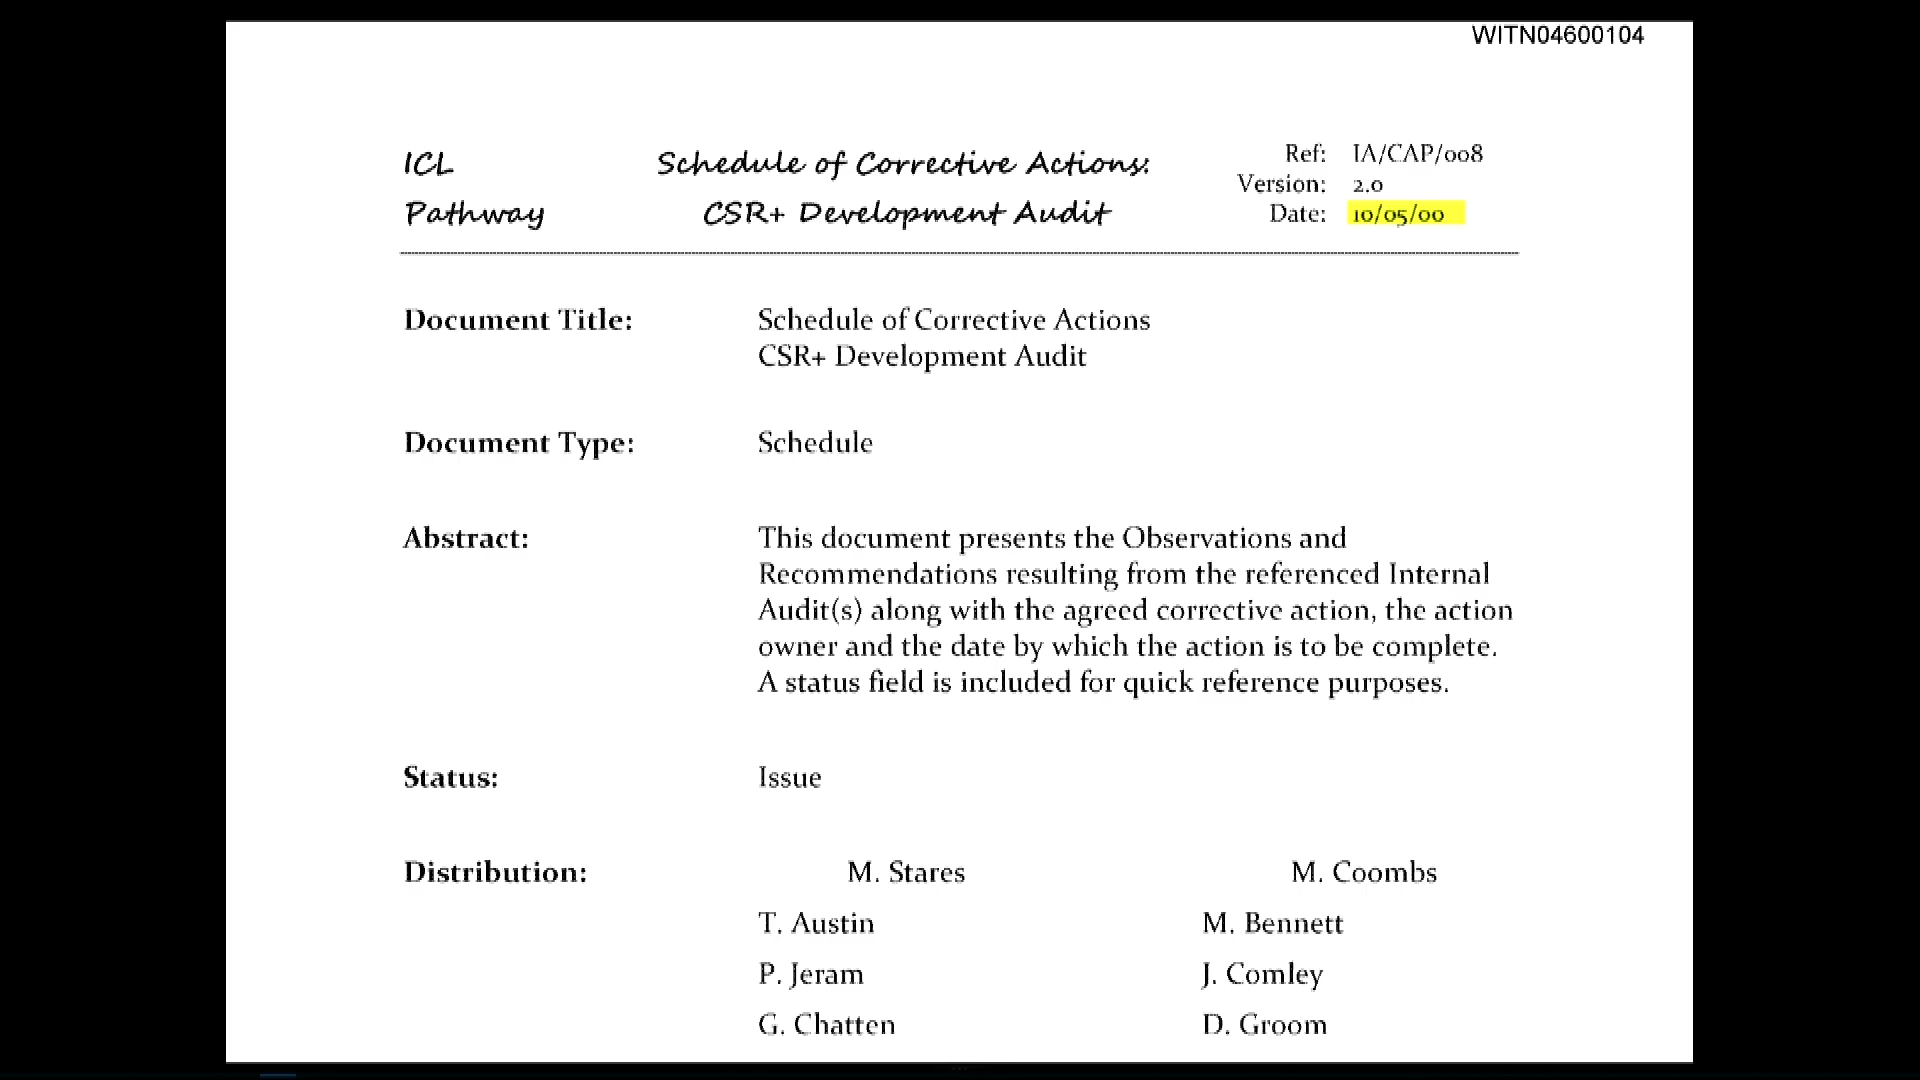 WITN04600104
ICL Schedule of Corrective Actions: Ref: IA/CAP/008
Version: 2.0
Pathway CSR+ Development Audit Date: 10/05/00
Document Title: Schedule of Corrective Actions
CSR+ Development Audit
Document Type: Schedule
Abstract: This document presents the Observations and
Recommendations resulting from the referenced Internal
Audit(s) along with the agreed corrective action, the action
owner and the date by which the action is to be complete.
A status field is included for quick reference purposes.
Status: Issue
Distribution: M. Stares M. Coombs
T. Austin M. Bennett
P. Jeram J. Comley
G. Chatten D. Groom